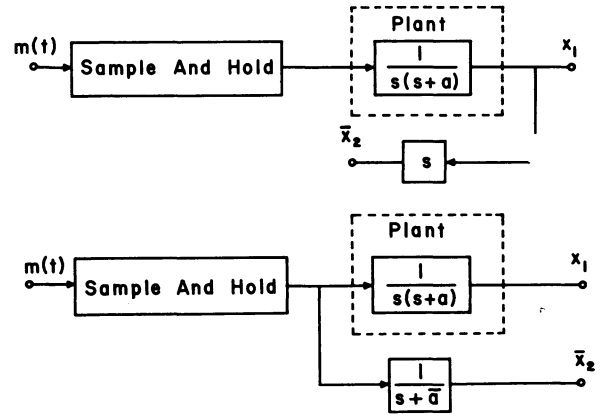 Plant
m(t)
Sample And Hold
1
s(s+a)
x₁
x̄₂
s
Plant
m(t)
Sample And Hold
1
s(s+a)
x₁
1
s+ā
x̄₂